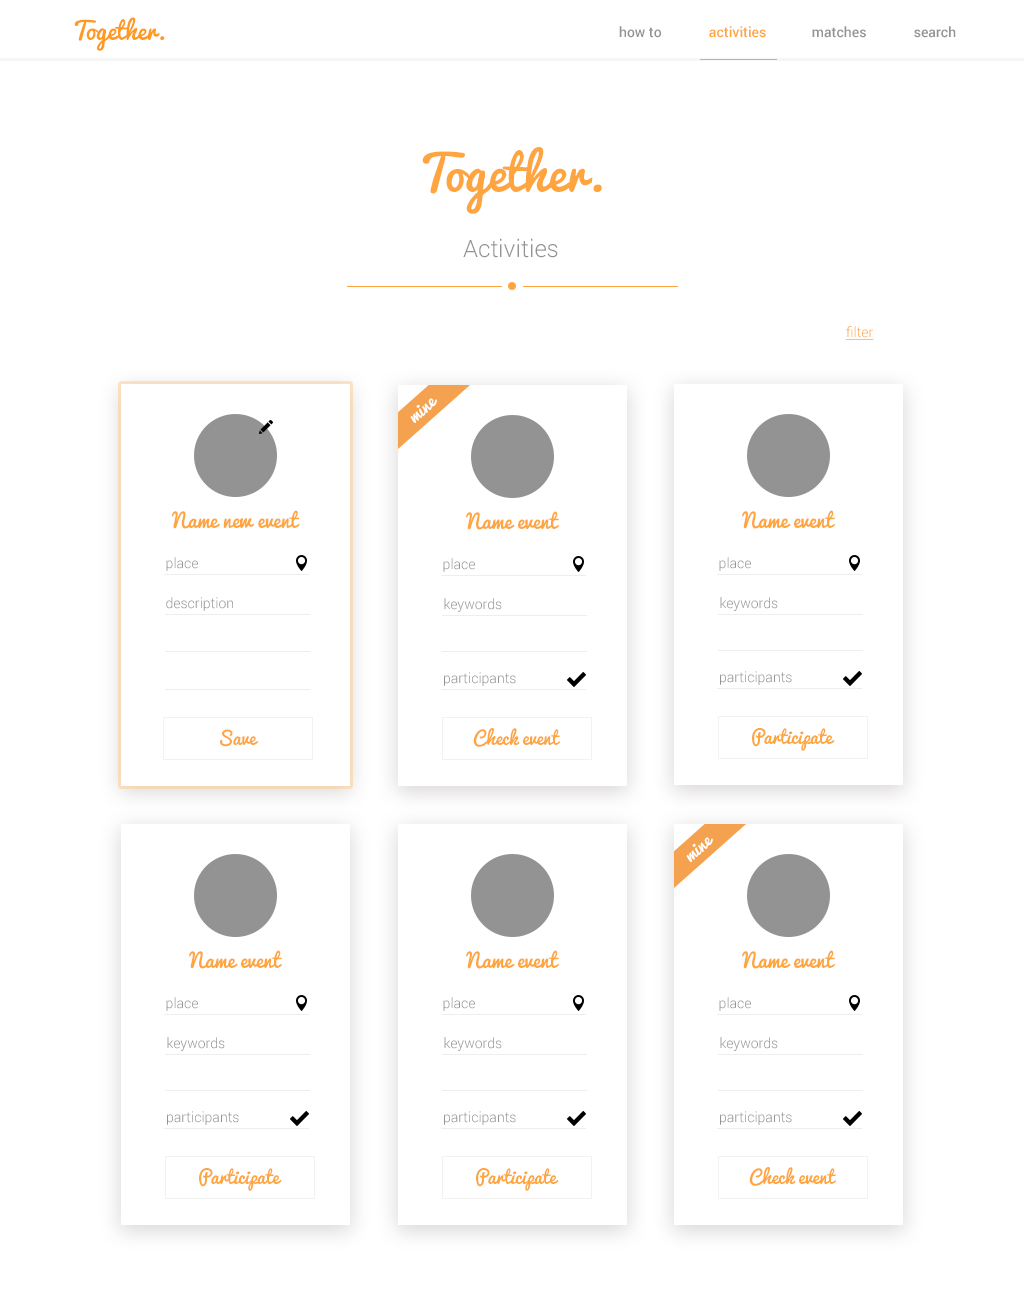 Together.
how to activities matches search
Together.
Activities
filter
Name new event
place
description
Save
mine
Name event
place
keywords
participants
Check event
Name event
place
keywords
participants
Participate
Name event
place
keywords
participants
Participate
Name event
place
keywords
participants
Participate
mine
Name event
place
keywords
participants
Check event